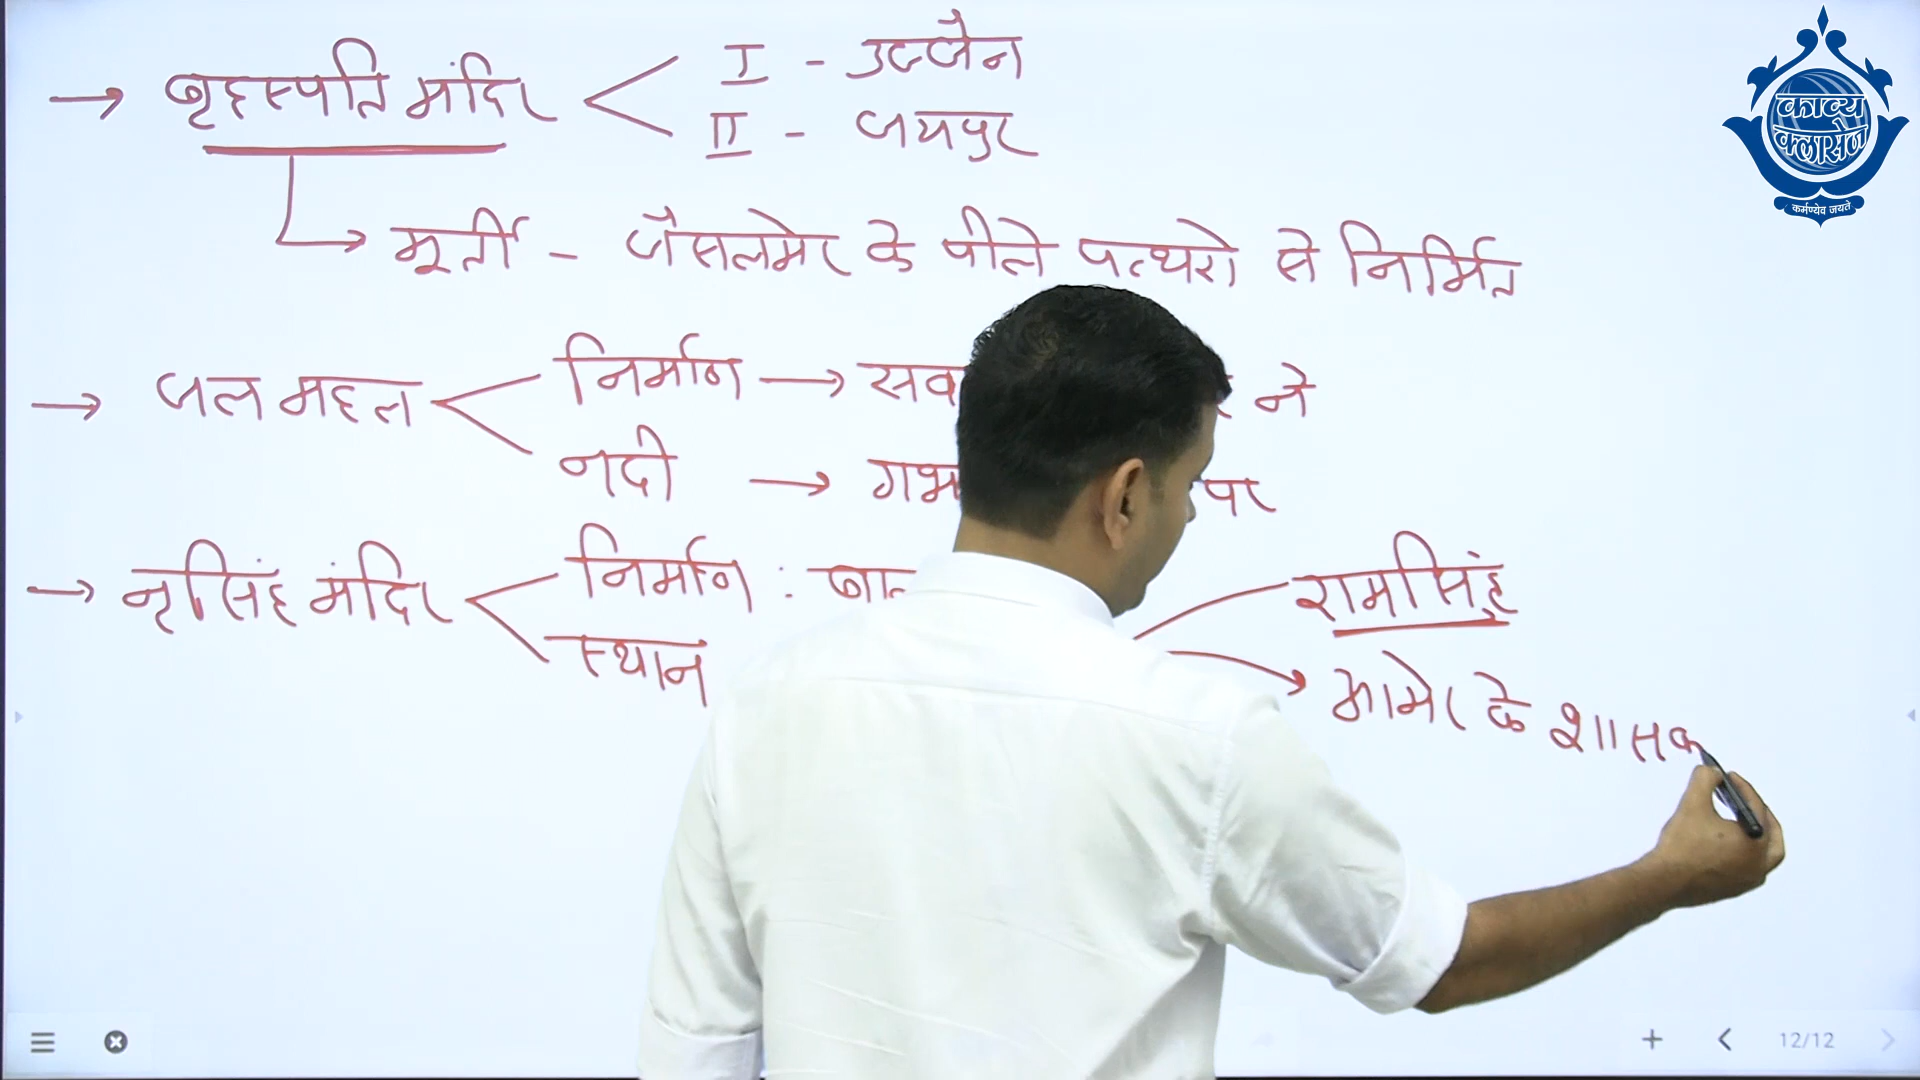 → बृहस्पति मंदिर < I - उज्जैन
II - जयपुर
मूर्ती - जैसलमेर के पीले पत्थरो से निर्मित
→ जल महल < निर्माण → सव ने
नदी → गभ पर
→ नृसिंह मंदिर < निर्माण : रामसिंह
स्थान आमेर के शासक
काव्य
क्लासेज
कर्मण्येव जयते
12/12